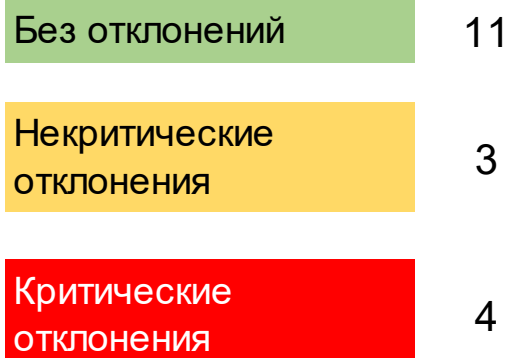 Без отклонений 11
Некритические
отклонения 3
Критические
отклонения 4